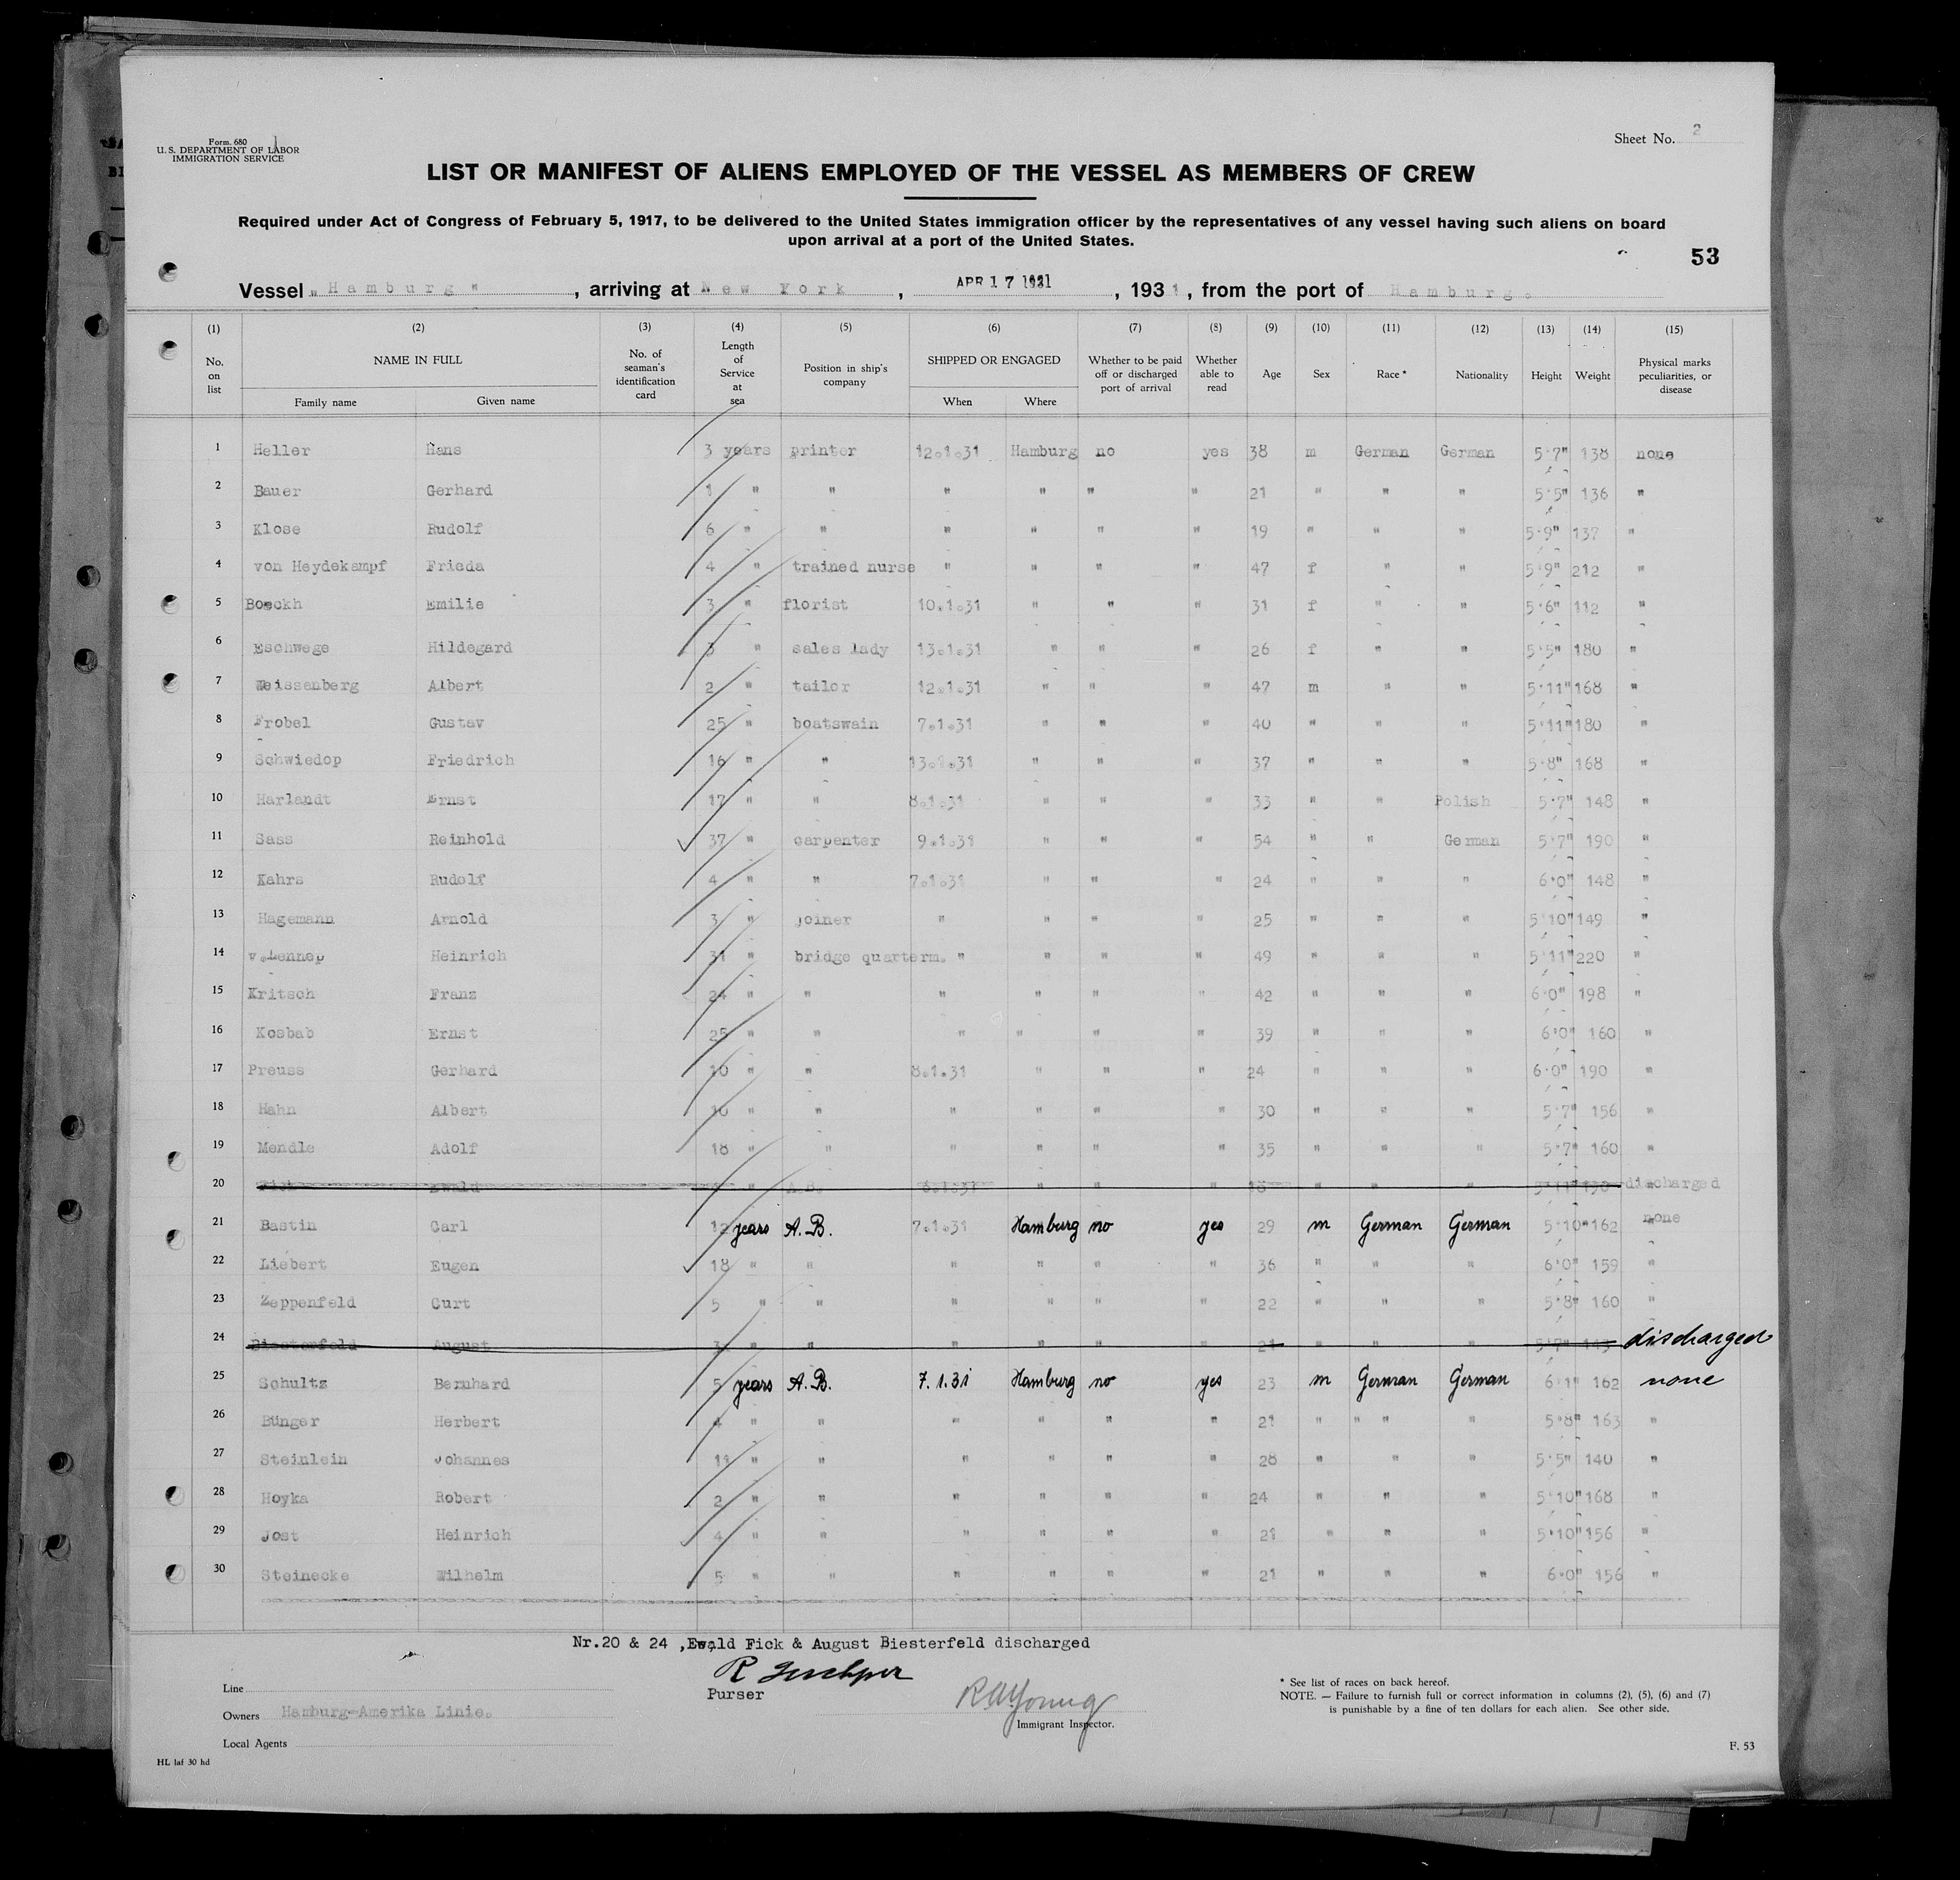 Form. 680
U. S. DEPARTMENT OF LABOR
IMMIGRATION SERVICE
Sheet No. 2
LIST OR MANIFEST OF ALIENS EMPLOYED OF THE VESSEL AS MEMBERS OF CREW
Required under Act of Congress of February 5, 1917, to be delivered to the United States immigration officer by the representatives of any vessel having such aliens on board
upon arrival at a port of the United States.
53
Vessel „Hamburg", arriving at New York, APR 17 1931, 1931, from the port of Hamburg.
(1) (2) (3) (4) (5) (6) (7) (8) (9) (10) (11) (12) (13) (14) (15)
No. on list NAME IN FULL Family name Given name No. of seaman's identification card Length of Service at sea Position in ship's company SHIPPED OR ENGAGED When Where Whether to be paid off or discharged port of arrival Whether able to read Age Sex Race * Nationality Height Weight Physical marks peculiarities, or disease
1 Heller Hans 3 years printer 12.1.31 Hamburg no yes 38 m German German 5'7" 138 none
2 Bauer Gerhard 1 " " " " " " 21 " " " 5'5" 136 "
3 Klose Rudolf 6 " " " " " " 19 " " " 5'9" 137 "
4 von Heydekampf Frieda 4 " trained nurse " " " " 47 f " " 5'9" 212 "
5 Boeckh Emilie 3 " florist 10.1.31 " " " 31 f " " 5'6" 112 "
6 Eschwege Hildegard 3 " sales lady 13.1.31 " " " 26 f " " 5'5" 180 "
7 Weissenberg Albert 2 " tailor 12.1.31 " " " 47 m " " 5'11" 168 "
8 Frobel Gustav 25 " boatswain 7.1.31 " " " 40 " " " 5'11" 180 "
9 Schwiedop Friedrich 16 " " 13.1.31 " " " 37 " " " 5'8" 168 "
10 Harlandt Ernst 17 " " 8.1.31 " " " 33 " " Polish 5'7" 148 "
11 Sass Reinhold 37 " carpenter 9.1.31 " " " 54 " " German 5'7" 190 "
12 Kahrs Rudolf 4 " " 7.1.31 " " " 24 " " " 6'0" 148 "
13 Hagemann Arnold 3 " joiner " " " " 25 " " " 5'10" 149 "
14 v.Lennep Heinrich 31 " bridge quarterm. " " " " 49 " " " 5'11" 220 "
15 Kritsch Franz 24 " " " " " " 42 " " " 6'0" 198 "
16 Kosbab Ernst 25 " " " " " " 39 " " " 6'0" 160 "
17 Preuss Gerhard 10 " " 8.1.31 " " " 24 " " " 6'0" 190 "
18 Hahn Albert 10 " " " " " " 30 " " " 5'7" 156 "
19 Mendle Adolf 18 " " " " " " 35 " " " 5'7" 160 "
20 Fick Ewald " A.B. 8.1.31 " " " 18 " " " 5'11" 150 discharged
21 Bastin Carl 12 years A.B. 7.1.31 Hamburg no yes 29 m German German 5'10" 162 none
22 Liebert Eugen 18 " " " " " " 36 " " " 6'0" 159 "
23 Zeppenfeld Curt 5 " " " " " " 22 " " " 5'8" 160 "
24 Biesterfeld August 3 " " " " " " 21 " " " 5'7" 143 discharged
25 Schultz Bernhard 5 years A.B. 7.1.31 Hamburg no yes 23 m German German 6'1" 162 none
26 Bünger Herbert 4 " " " " " " 21 " " " 5'8" 163 "
27 Steinlein Johannes 11 " " " " " " 28 " " " 5'5" 140 "
28 Hoyka Robert 2 " " " " " " 24 " " " 5'10" 168 "
29 Jost Heinrich 4 " " " " " " 21 " " " 5'10" 156 "
30 Steinecke Wilhelm 5 " " " " " " 21 " " " 6'0" 156 "
Nr.20 & 24 ,Ewald Fick & August Biesterfeld discharged
Purser
RAYoung
Immigrant Inspector.
Line
Owners Hamburg-Amerika Linie.
Local Agents
* See list of races on back hereof.
NOTE. — Failure to furnish full or correct information in columns (2), (5), (6) and (7)
is punishable by a fine of ten dollars for each alien. See other side.
HL laf 30 hd
F. 53